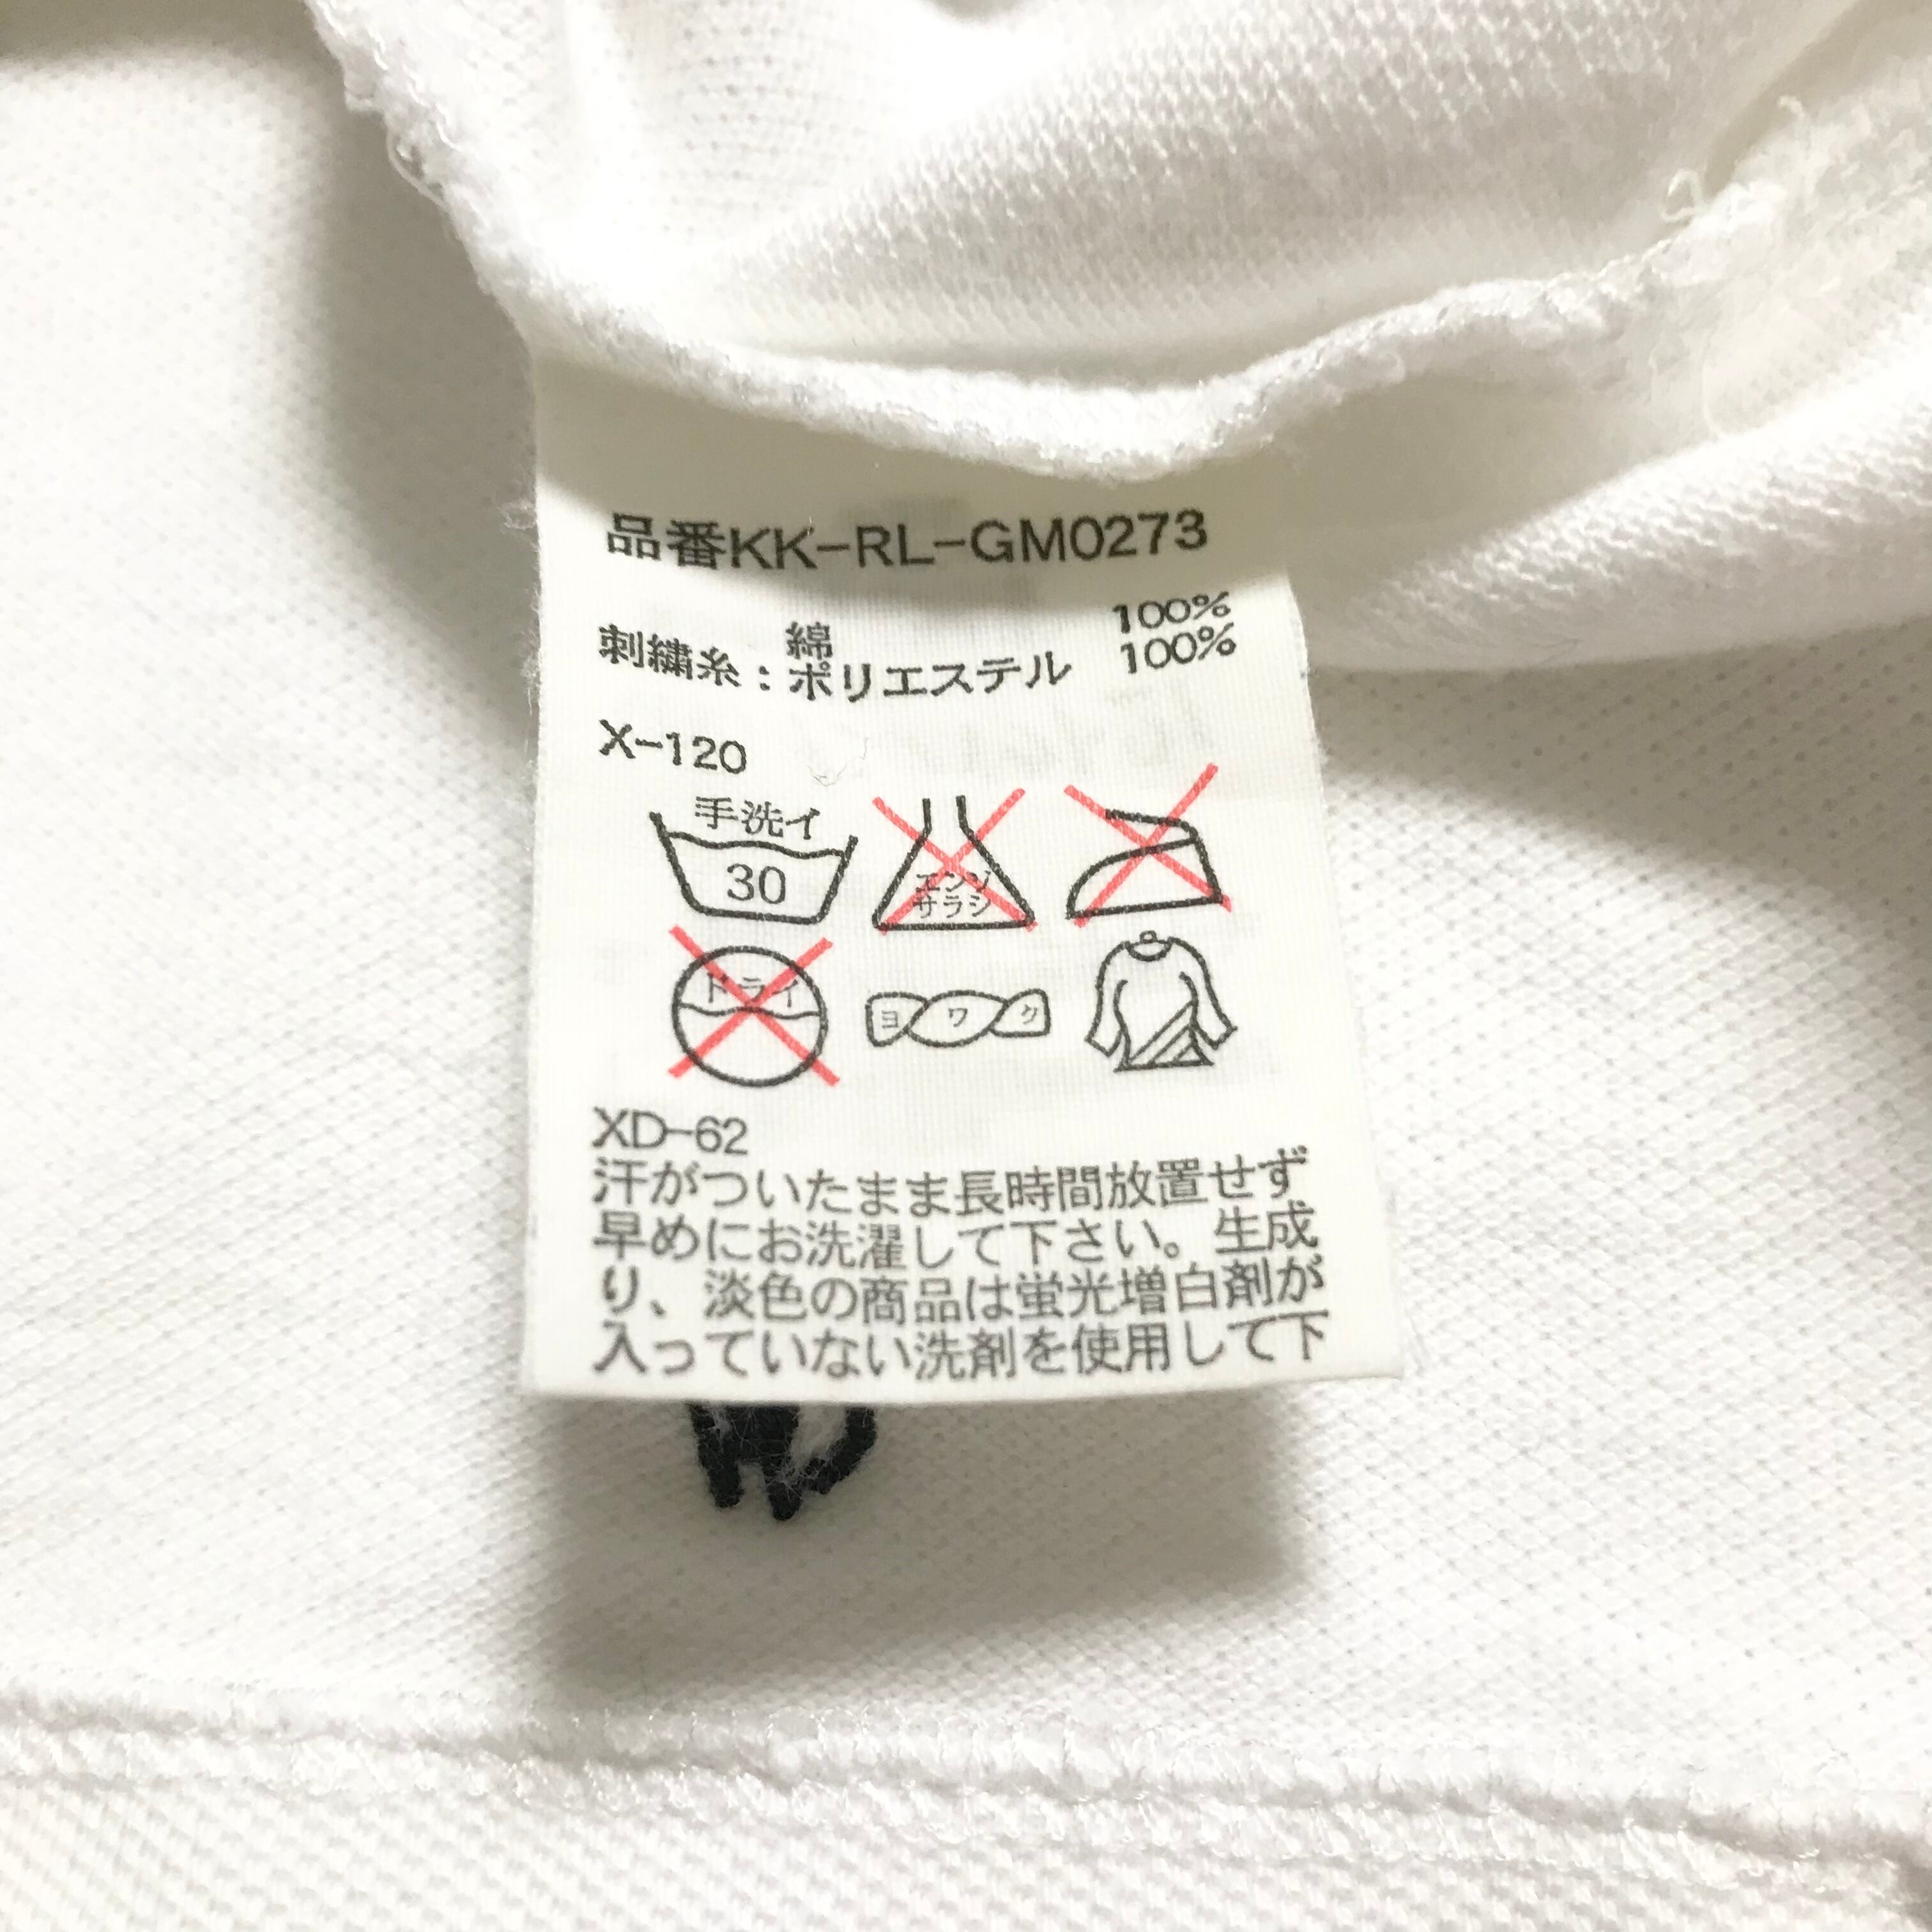 品番KK-RL-GM0273
綿 100%
刺繍糸：ポリエステル 100%
X-120
手洗イ
30
エンソ
サラシ
ドライ
ヨワク
XD-62
汗がついたまま長時間放置せず
早めにお洗濯して下さい。生成
り、淡色の商品は蛍光増白剤が
入っていない洗剤を使用して下